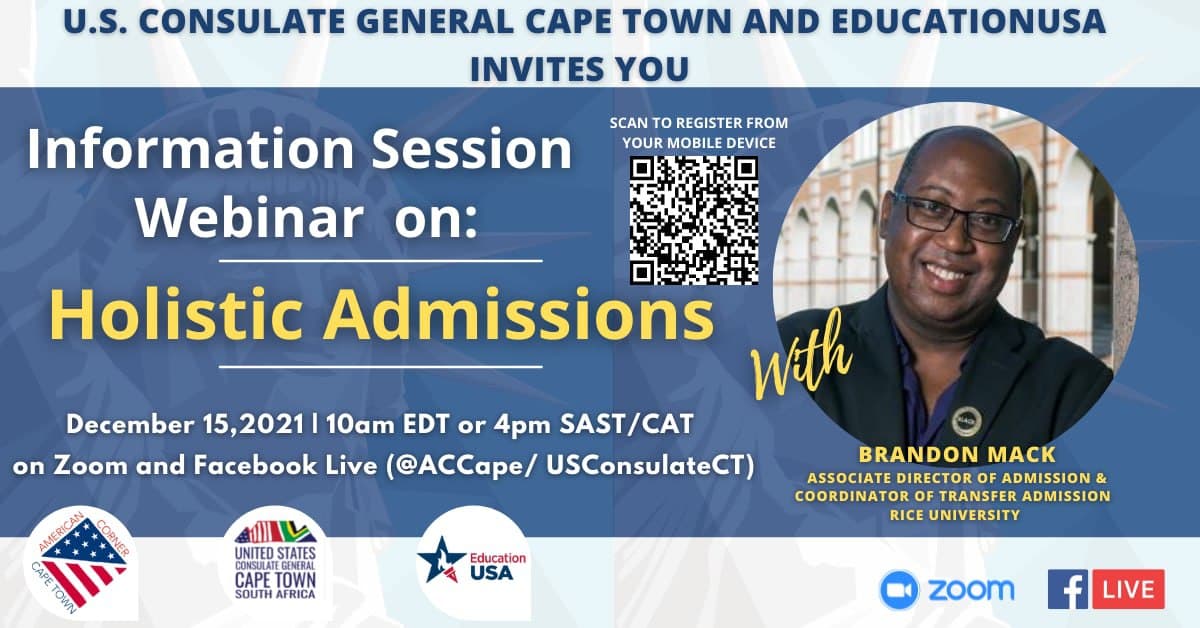 U.S. CONSULATE GENERAL CAPE TOWN AND EDUCATIONUSA
INVITES YOU
Information Session
Webinar on:
Holistic Admissions
December 15,2021 | 10am EDT or 4pm SAST/CAT
on Zoom and Facebook Live (@ACCape/ USConsulateCT)
SCAN TO REGISTER FROM
YOUR MOBILE DEVICE
With
BRANDON MACK
ASSOCIATE DIRECTOR OF ADMISSION &
COORDINATOR OF TRANSFER ADMISSION
RICE UNIVERSITY
AMERICAN CORNER
CAPE TOWN
UNITED STATES
CONSULATE GENERAL
CAPE TOWN
SOUTH AFRICA
Education
USA
zoom
f LIVE